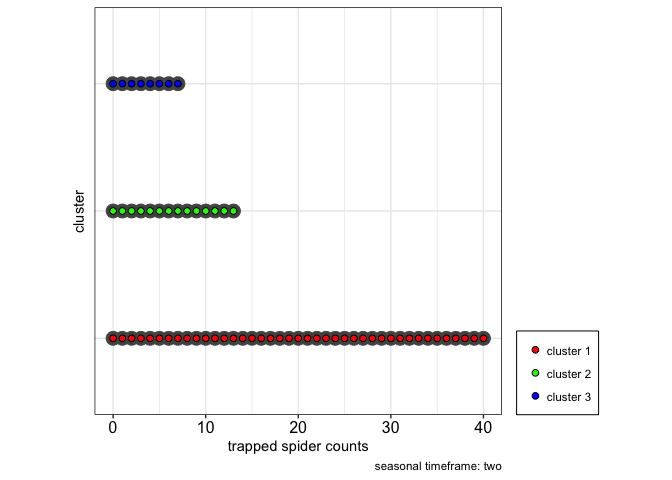 cluster
0 10 20 30 40
trapped spider counts
seasonal timeframe: two
cluster 1
cluster 2
cluster 3